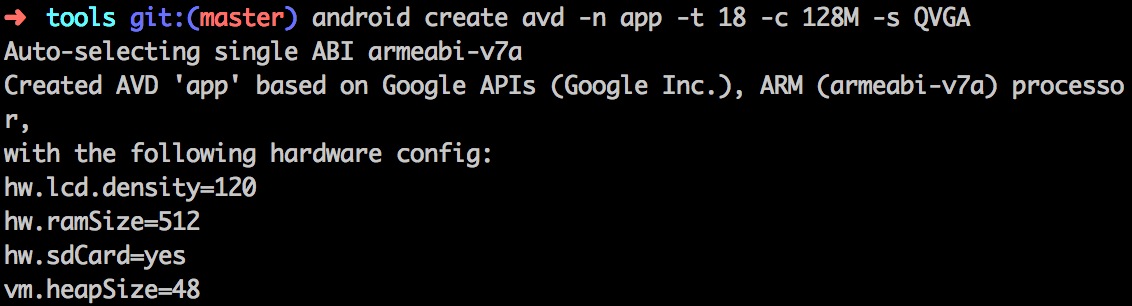 ➜ tools git:(master) android create avd -n app -t 18 -c 128M -s QVGA
Auto-selecting single ABI armeabi-v7a
Created AVD 'app' based on Google APIs (Google Inc.), ARM (armeabi-v7a) processo
r,
with the following hardware config:
hw.lcd.density=120
hw.ramSize=512
hw.sdCard=yes
vm.heapSize=48